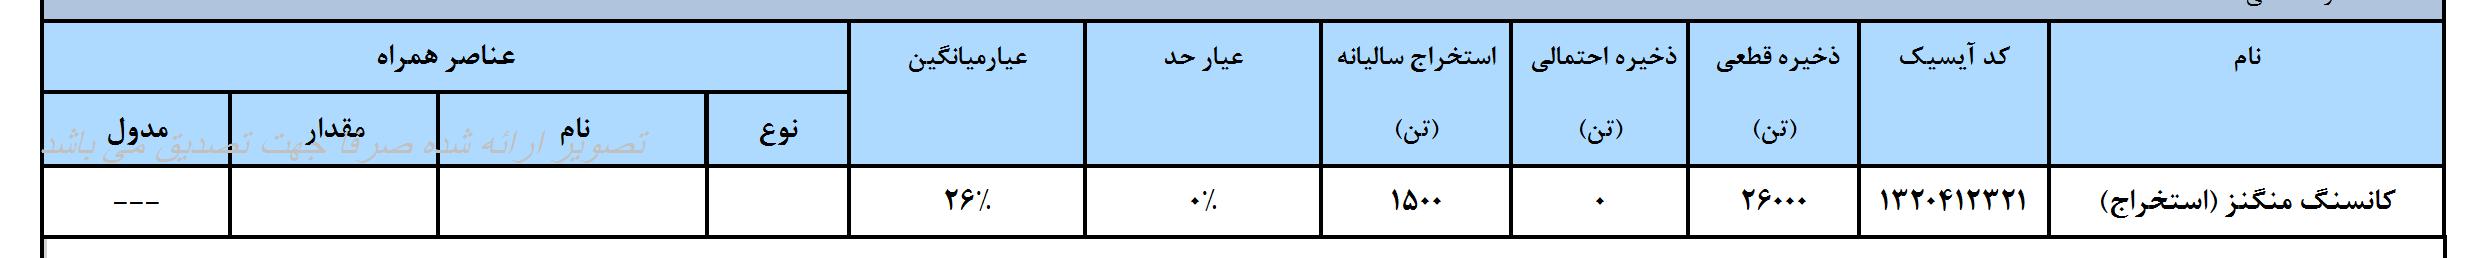 نام
کد آیسیک
ذخیره قطعی (تن)
ذخیره احتمالی (تن)
استخراج سالیانه (تن)
عیار حد
عیارمیانگین
عناصر همراه
نوع
نام
مقدار
مدول
تصویر ارائه شده صرفا جهت تصدیق می باشد
کانسنگ منگنز (استخراج)
۱۳۲۰۴۱۲۳۲۱
۲۶۰۰۰
۰
۱۵۰۰
۰%
۲۶%
---